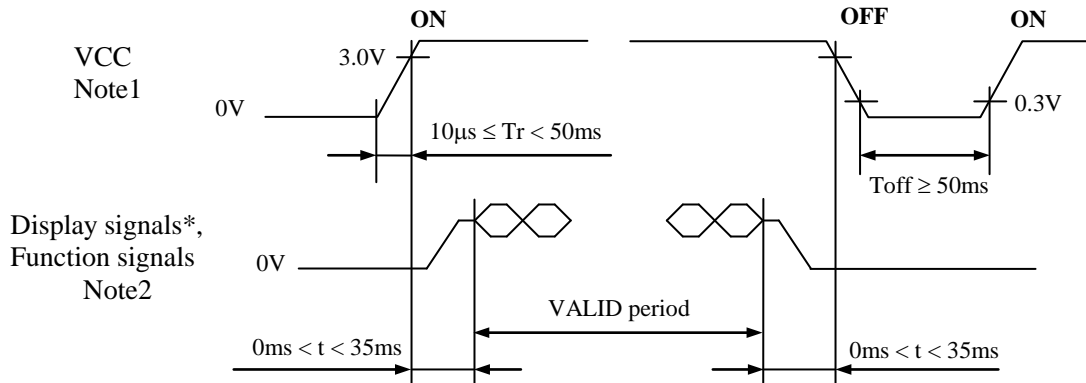 ON
OFF
ON
VCC
Note1
3.0V
0V
0.3V
10μs ≤ Tr < 50ms
Toff ≥ 50ms
Display signals*,
Function signals
Note2
0V
VALID period
0ms < t < 35ms
0ms < t < 35ms